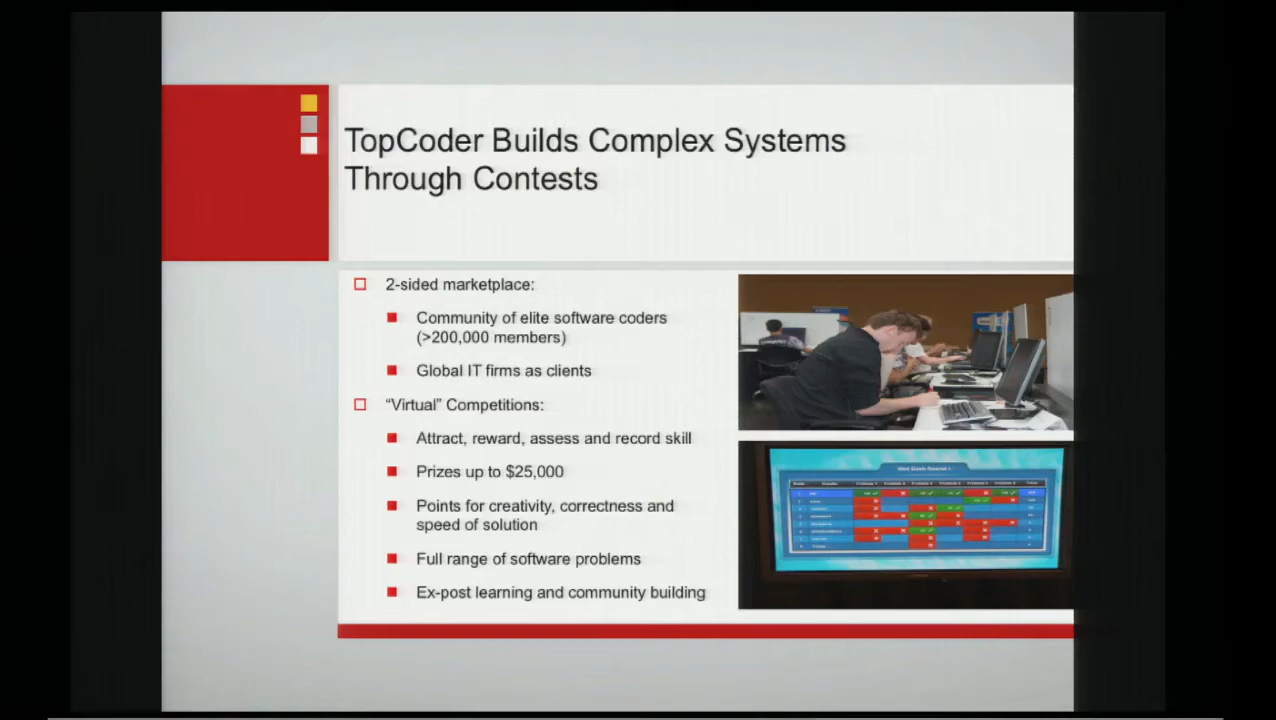 TopCoder Builds Complex Systems
Through Contests
2-sided marketplace:
Community of elite software coders
(>200,000 members)
Global IT firms as clients
“Virtual” Competitions:
Attract, reward, assess and record skill
Prizes up to $25,000
Points for creativity, correctness and
speed of solution
Full range of software problems
Ex-post learning and community building